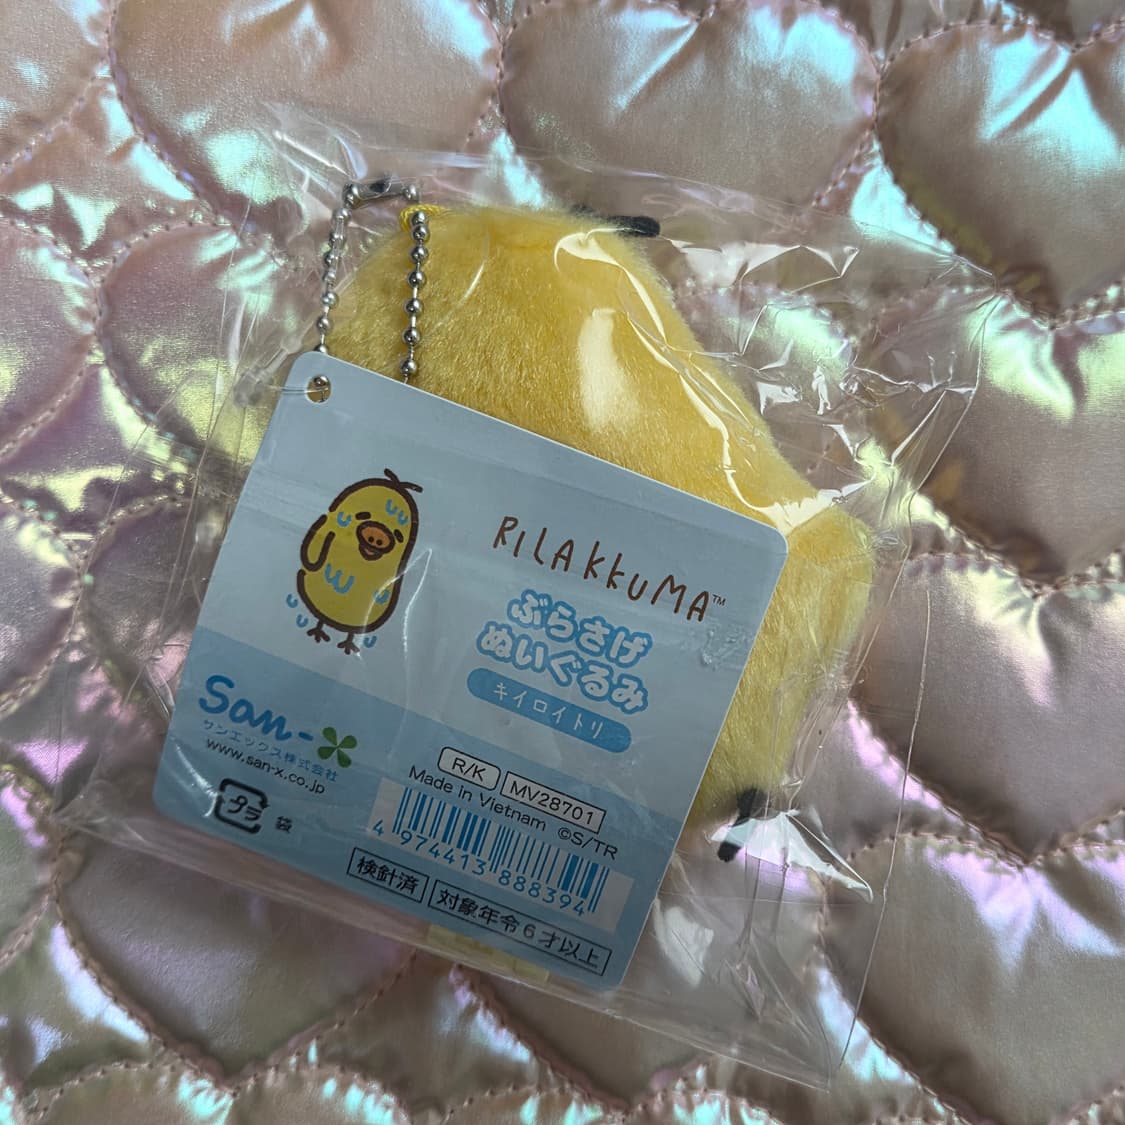 RILAKKUMA™
ぶらさげ
ぬいぐるみ
キイロイトリ
San-
サンエックス株式会社
www.san-x.co.jp
プラ 袋
R/K MV28701
Made in Vietnam ©S/TR
4 974413 888394
検針済 対象年令6才以上